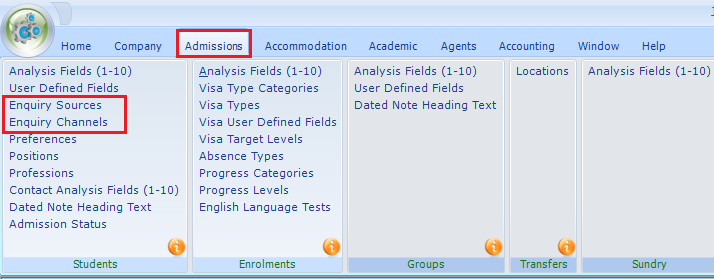 Home Company Admissions Accommodation Academic Agents Accounting Window Help
Analysis Fields (1-10)
User Defined Fields
Enquiry Sources
Enquiry Channels
Preferences
Positions
Professions
Contact Analysis Fields (1-10)
Dated Note Heading Text
Admission Status
Students
Analysis Fields (1-10)
Visa Type Categories
Visa Types
Visa User Defined Fields
Visa Target Levels
Absence Types
Progress Categories
Progress Levels
English Language Tests
Enrolments
Analysis Fields (1-10)
User Defined Fields
Dated Note Heading Text
Groups
Locations
Transfers
Analysis Fields (1-10)
Sundry